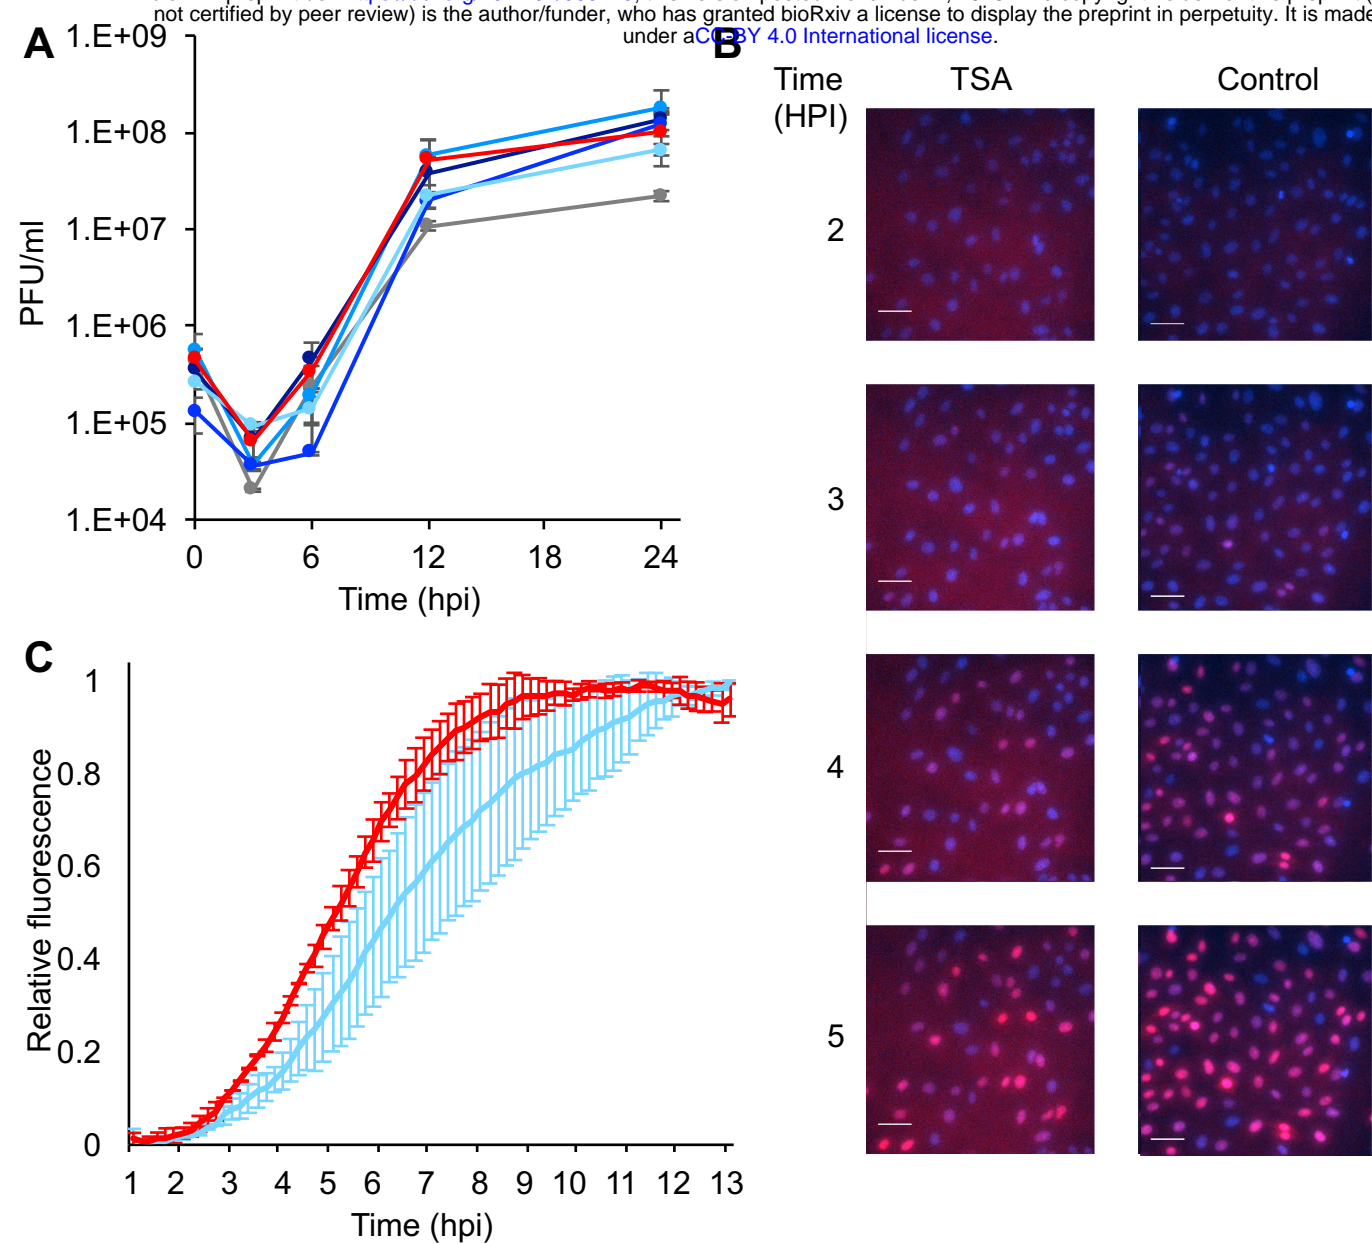 not certified by peer review) is the author/funder, who has granted bioRxiv a license to display the preprint in perpetuity. It is made
under aCC-BY 4.0 International license.
A
1.E+09
1.E+08
1.E+07
1.E+06
1.E+05
1.E+04
PFU/ml
0 6 12 18 24
Time (hpi)
B
Time
(HPI)
TSA
Control
2
3
4
5
C
1
0.8
0.6
0.4
0.2
0
Relative fluorescence
1 2 3 4 5 6 7 8 9 10 11 12 13
Time (hpi)